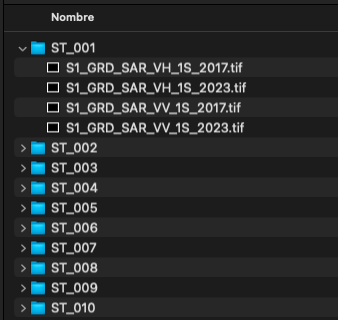 Nombre
ST_001
S1_GRD_SAR_VH_1S_2017.tif
S1_GRD_SAR_VH_1S_2023.tif
S1_GRD_SAR_VV_1S_2017.tif
S1_GRD_SAR_VV_1S_2023.tif
ST_002
ST_003
ST_004
ST_005
ST_006
ST_007
ST_008
ST_009
ST_010